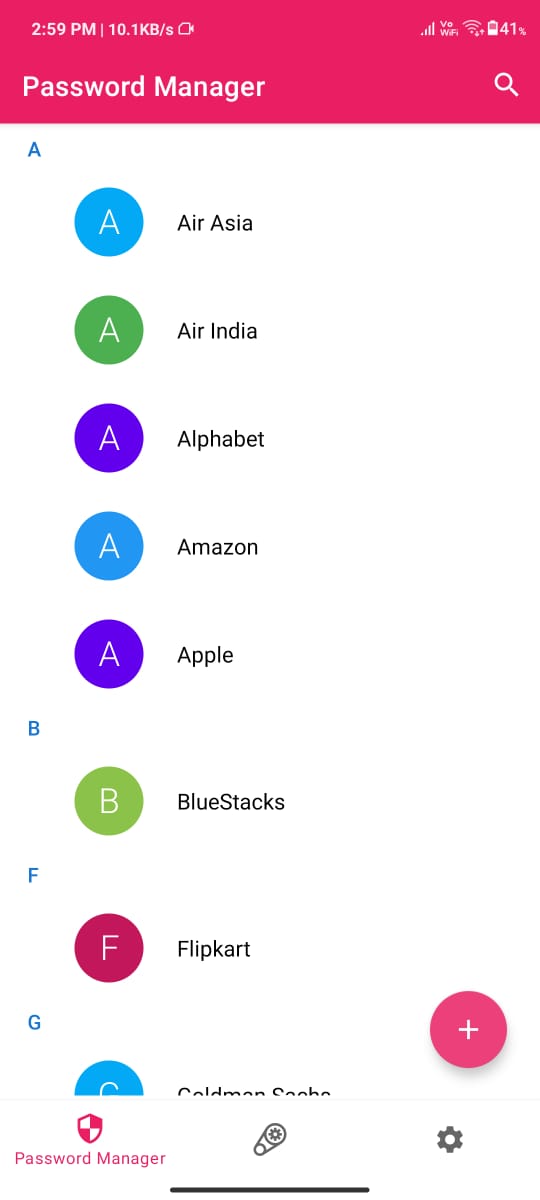 2:59 PM | 10.1KB/s
Vo WiFi
41%
Password Manager
A
A Air Asia
A Air India
A Alphabet
A Amazon
A Apple
B
B BlueStacks
F
F Flipkart
G
G Goldman Sachs
+
Password Manager